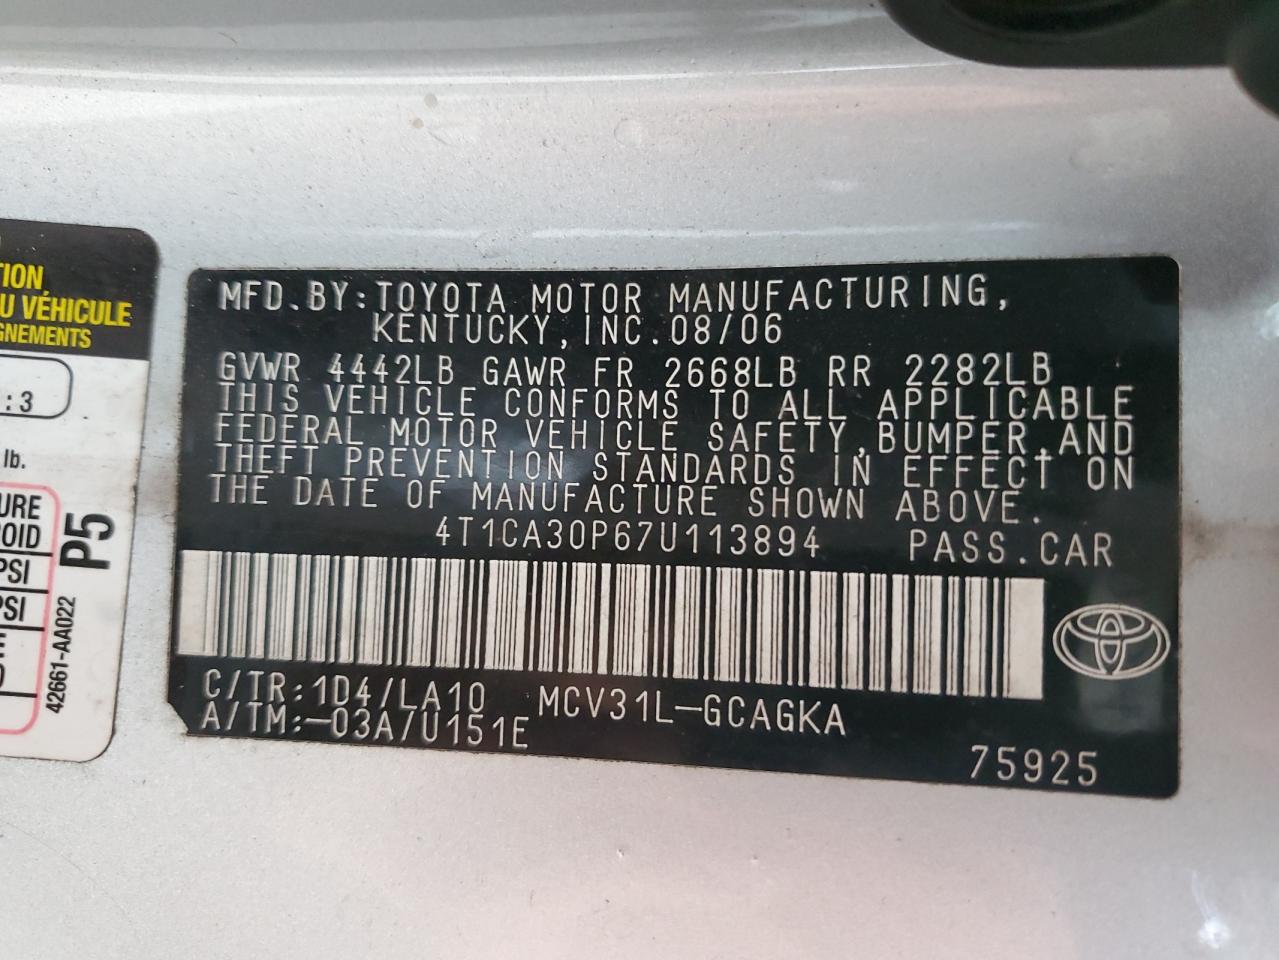 TION,
U VÉHICULE
GNEMENTS
: 3
lb.
URE
OID
PSI
PSI
P5
42661-AA022
MFD.BY:TOYOTA MOTOR MANUFACTURING,
KENTUCKY,INC.08/06
GVWR 4442LB GAWR FR 2668LB RR 2282LB
THIS VEHICLE CONFORMS TO ALL APPLICABLE
FEDERAL MOTOR VEHICLE SAFETY,BUMPER,AND
THEFT PREVENTION STANDARDS IN EFFECT ON
THE DATE OF MANUFACTURE SHOWN ABOVE.
4T1CA30P67U113894 PASS.CAR
C/TR:1D4/LA10 MCV31L-GCAGKA
A/TM:-03A/U151E
75925